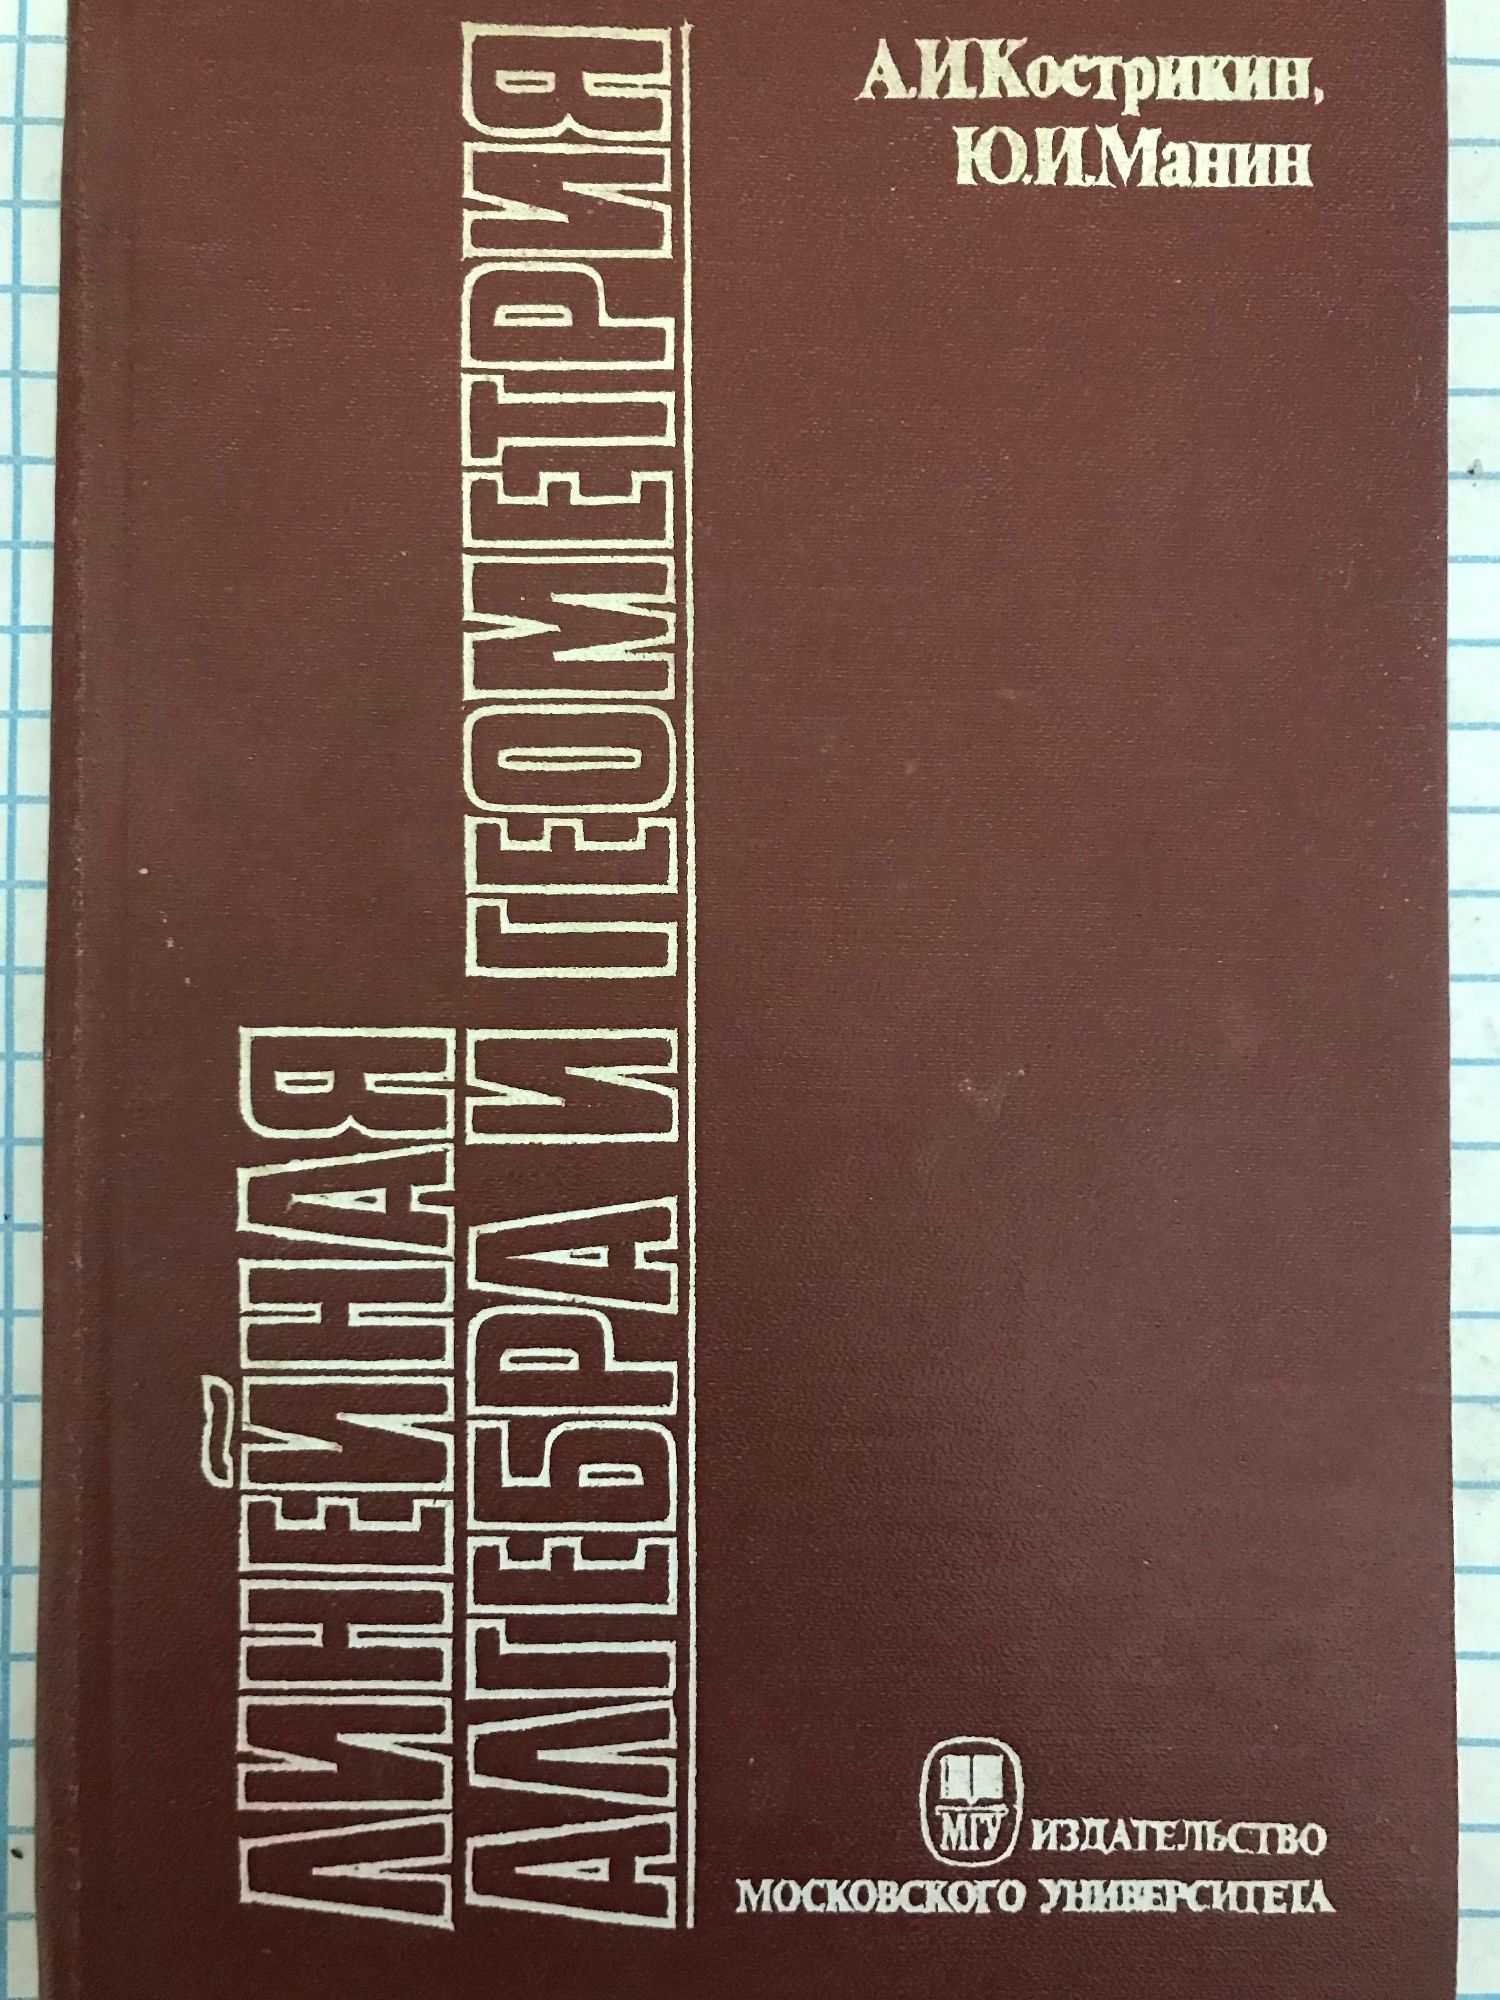 А.И.Кострикин,
Ю.И.Манин
ЛИНЕЙНАЯ
АЛГЕБРА И ГЕОМЕТРИЯ
МГУ
ИЗДАТЕЛЬСТВО
МОСКОВСКОГО УНИВЕРСИТЕТА